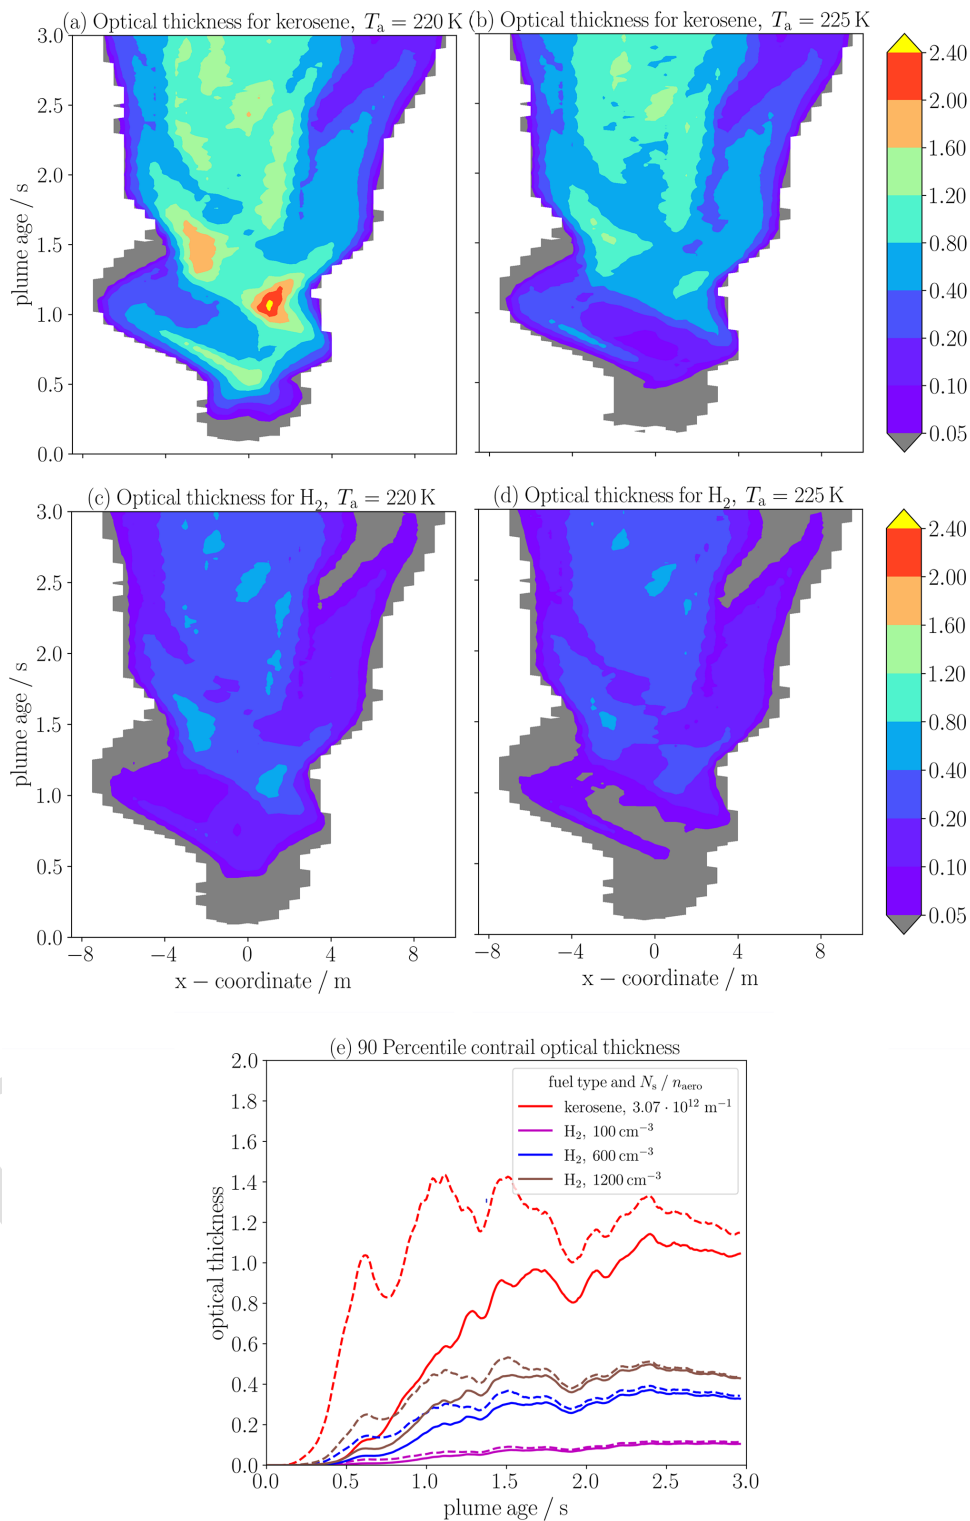 (a) Optical thickness for kerosene, Tₐ = 220 K
(b) Optical thickness for kerosene, Tₐ = 225 K
plume age / s
3.0
2.5
2.0
1.5
1.0
0.5
0.0
2.40
2.00
1.60
1.20
0.80
0.40
0.20
0.10
0.05
(c) Optical thickness for H₂, Tₐ = 220 K
(d) Optical thickness for H₂, Tₐ = 225 K
plume age / s
3.0
2.5
2.0
1.5
1.0
0.5
0.0
−8 −4 0 4 8
x − coordinate / m
−8 −4 0 4 8
x − coordinate / m
2.40
2.00
1.60
1.20
0.80
0.40
0.20
0.10
0.05
(e) 90 Percentile contrail optical thickness
optical thickness
2.0
1.8
1.6
1.4
1.2
1.0
0.8
0.6
0.4
0.2
0.0
fuel type and Nₛ / n_aero
kerosene, 3.07 · 10¹² m⁻¹
H₂, 100 cm⁻³
H₂, 600 cm⁻³
H₂, 1200 cm⁻³
0.0 0.5 1.0 1.5 2.0 2.5 3.0
plume age / s